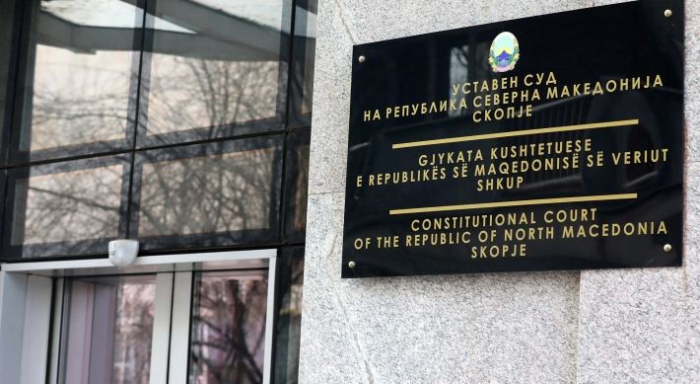 УСТАВЕН СУД
НА РЕПУБЛИКА СЕВЕРНА МАКЕДОНИЈА
СКОПЈЕ
GJYKATA KUSHTETUESE
E REPUBLIKËS SË MAQEDONISË SË VERIUT
SHKUP
CONSTITUTIONAL COURT
OF THE REPUBLIC OF NORTH MACEDONIA
SKOPJE